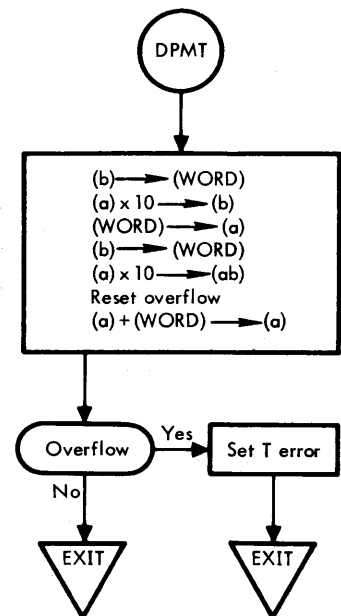 DPMT
(b) ⟶ (WORD)
(a) x 10 ⟶ (b)
(WORD) ⟶ (a)
(b) ⟶ (WORD)
(a) x 10 ⟶ (ab)
Reset overflow
(a) + (WORD) ⟶ (a)
Overflow
Yes
Set T error
No
EXIT
EXIT